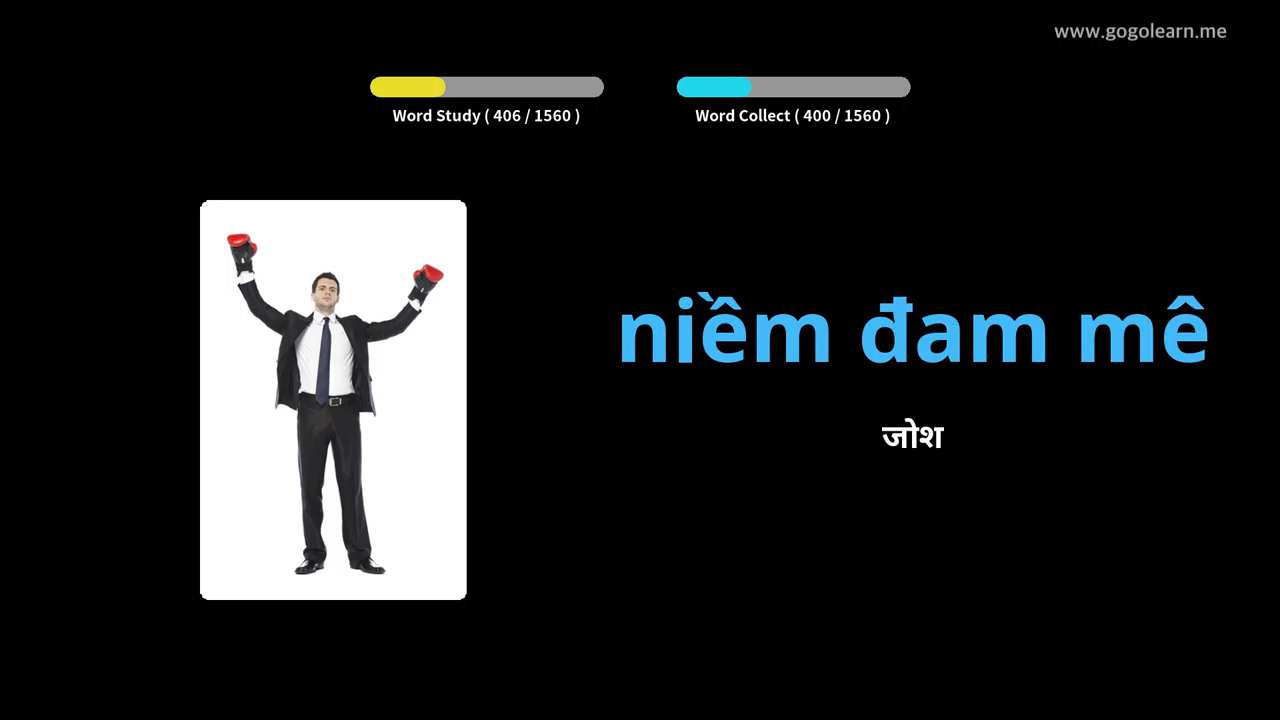 www.gogolearn.me
Word Study ( 406 / 1560 )
Word Collect ( 400 / 1560 )
niềm đam mê
जोश